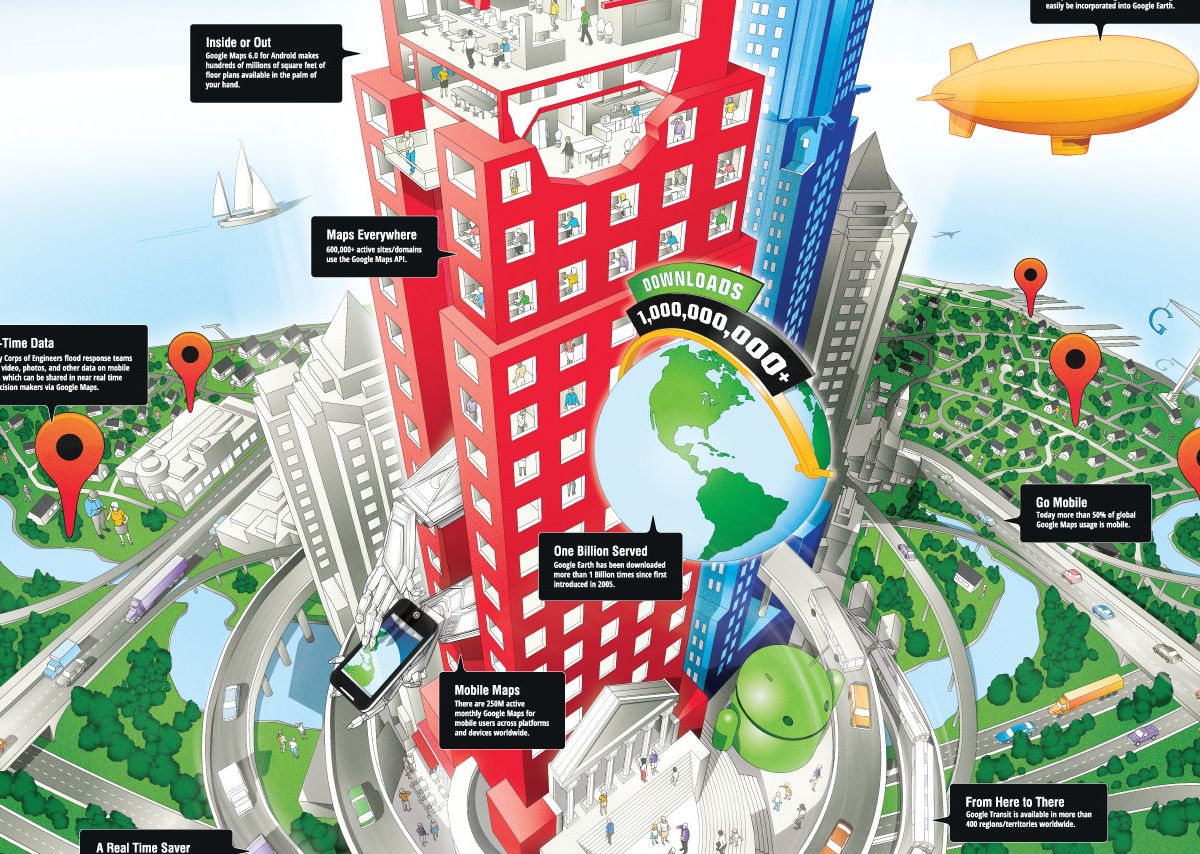 easily be incorporated into Google Earth.
Inside or Out
Google Maps 6.0 for Android makes
hundreds of millions of square feet of
floor plans available in the palm of
your hand.
Maps Everywhere
600,000+ active sites/domains
use the Google Maps API.
DOWNLOADS
1,000,000,000+
-Time Data
y Corps of Engineers flood response teams
video, photos, and other data on mobile
which can be shared in near real time
cision makers via Google Maps.
G
G
Go Mobile
Today more than 50% of global
Google Maps usage is mobile.
One Billion Served
Google Earth has been downloaded
more than 1 Billion times since first
introduced in 2005.
Mobile Maps
There are 250M active
monthly Google Maps for
mobile users across platforms
and devices worldwide.
From Here to There
Google Transit is available in more than
400 regions/territories worldwide.
A Real Time Saver